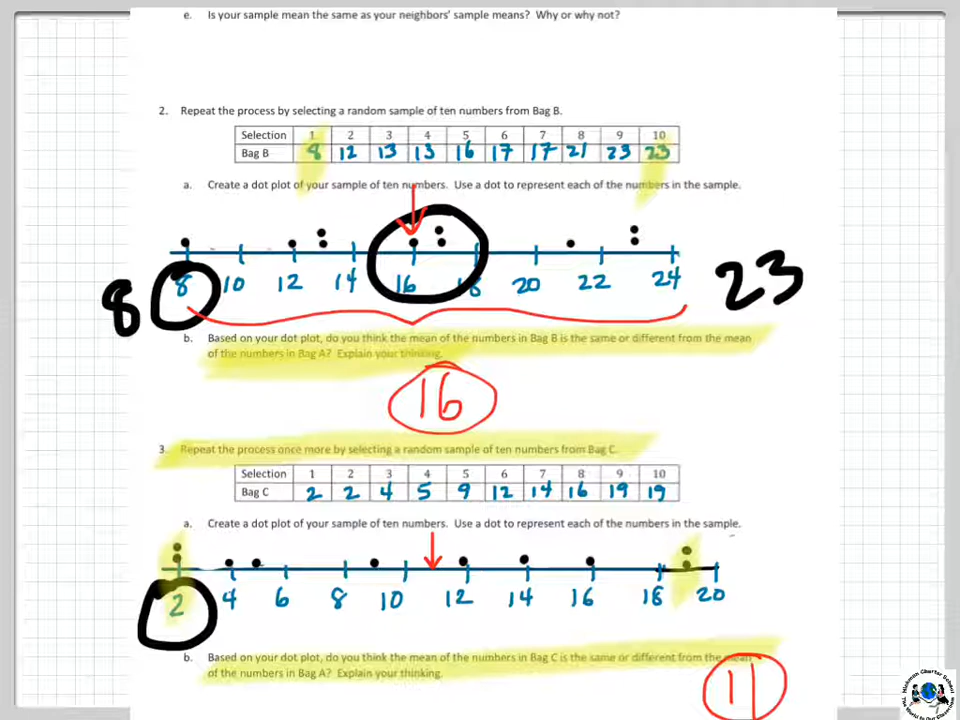 e. Is your sample mean the same as your neighbors' sample means? Why or why not?
2. Repeat the process by selecting a random sample of ten numbers from Bag B.
Selection 1 2 3 4 5 6 7 8 9 10
Bag B 8 12 13 13 16 17 17 21 23 23
a. Create a dot plot of your sample of ten numbers. Use a dot to represent each of the numbers in the sample.
8 8 10 12 14 16 18 20 22 24 23
b. Based on your dot plot, do you think the mean of the numbers in Bag B is the same or different from the mean
of the numbers in Bag A? Explain your thinking.
16
3. Repeat the process once more by selecting a random sample of ten numbers from Bag C.
Selection 1 2 3 4 5 6 7 8 9 10
Bag C 2 2 4 5 9 12 14 16 19 19
a. Create a dot plot of your sample of ten numbers. Use a dot to represent each of the numbers in the sample.
2 4 6 8 10 12 14 16 18 20
b. Based on your dot plot, do you think the mean of the numbers in Bag C is the same or different from the mean
of the numbers in Bag A? Explain your thinking.
11
Hickman Charter School